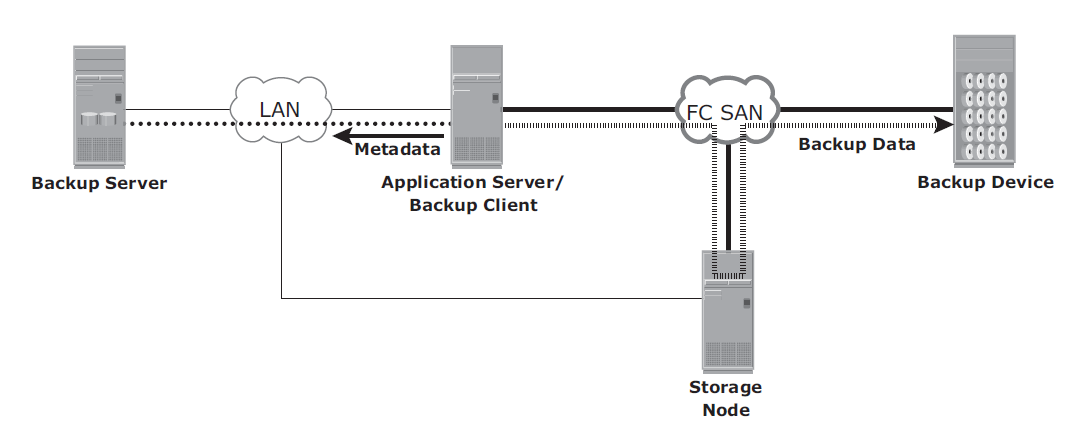 LAN
FC SAN
Metadata
Backup Data
Backup Server
Application Server/
Backup Client
Backup Device
Storage
Node